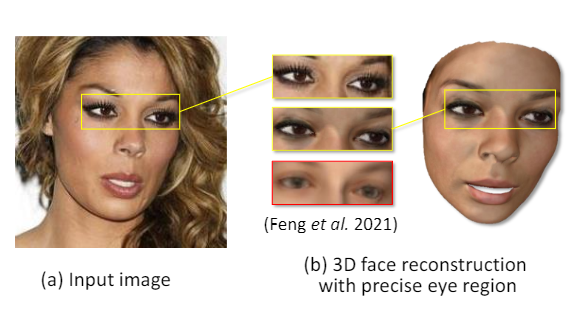 (Feng et al. 2021)
(a) Input image
(b) 3D face reconstruction
with precise eye region